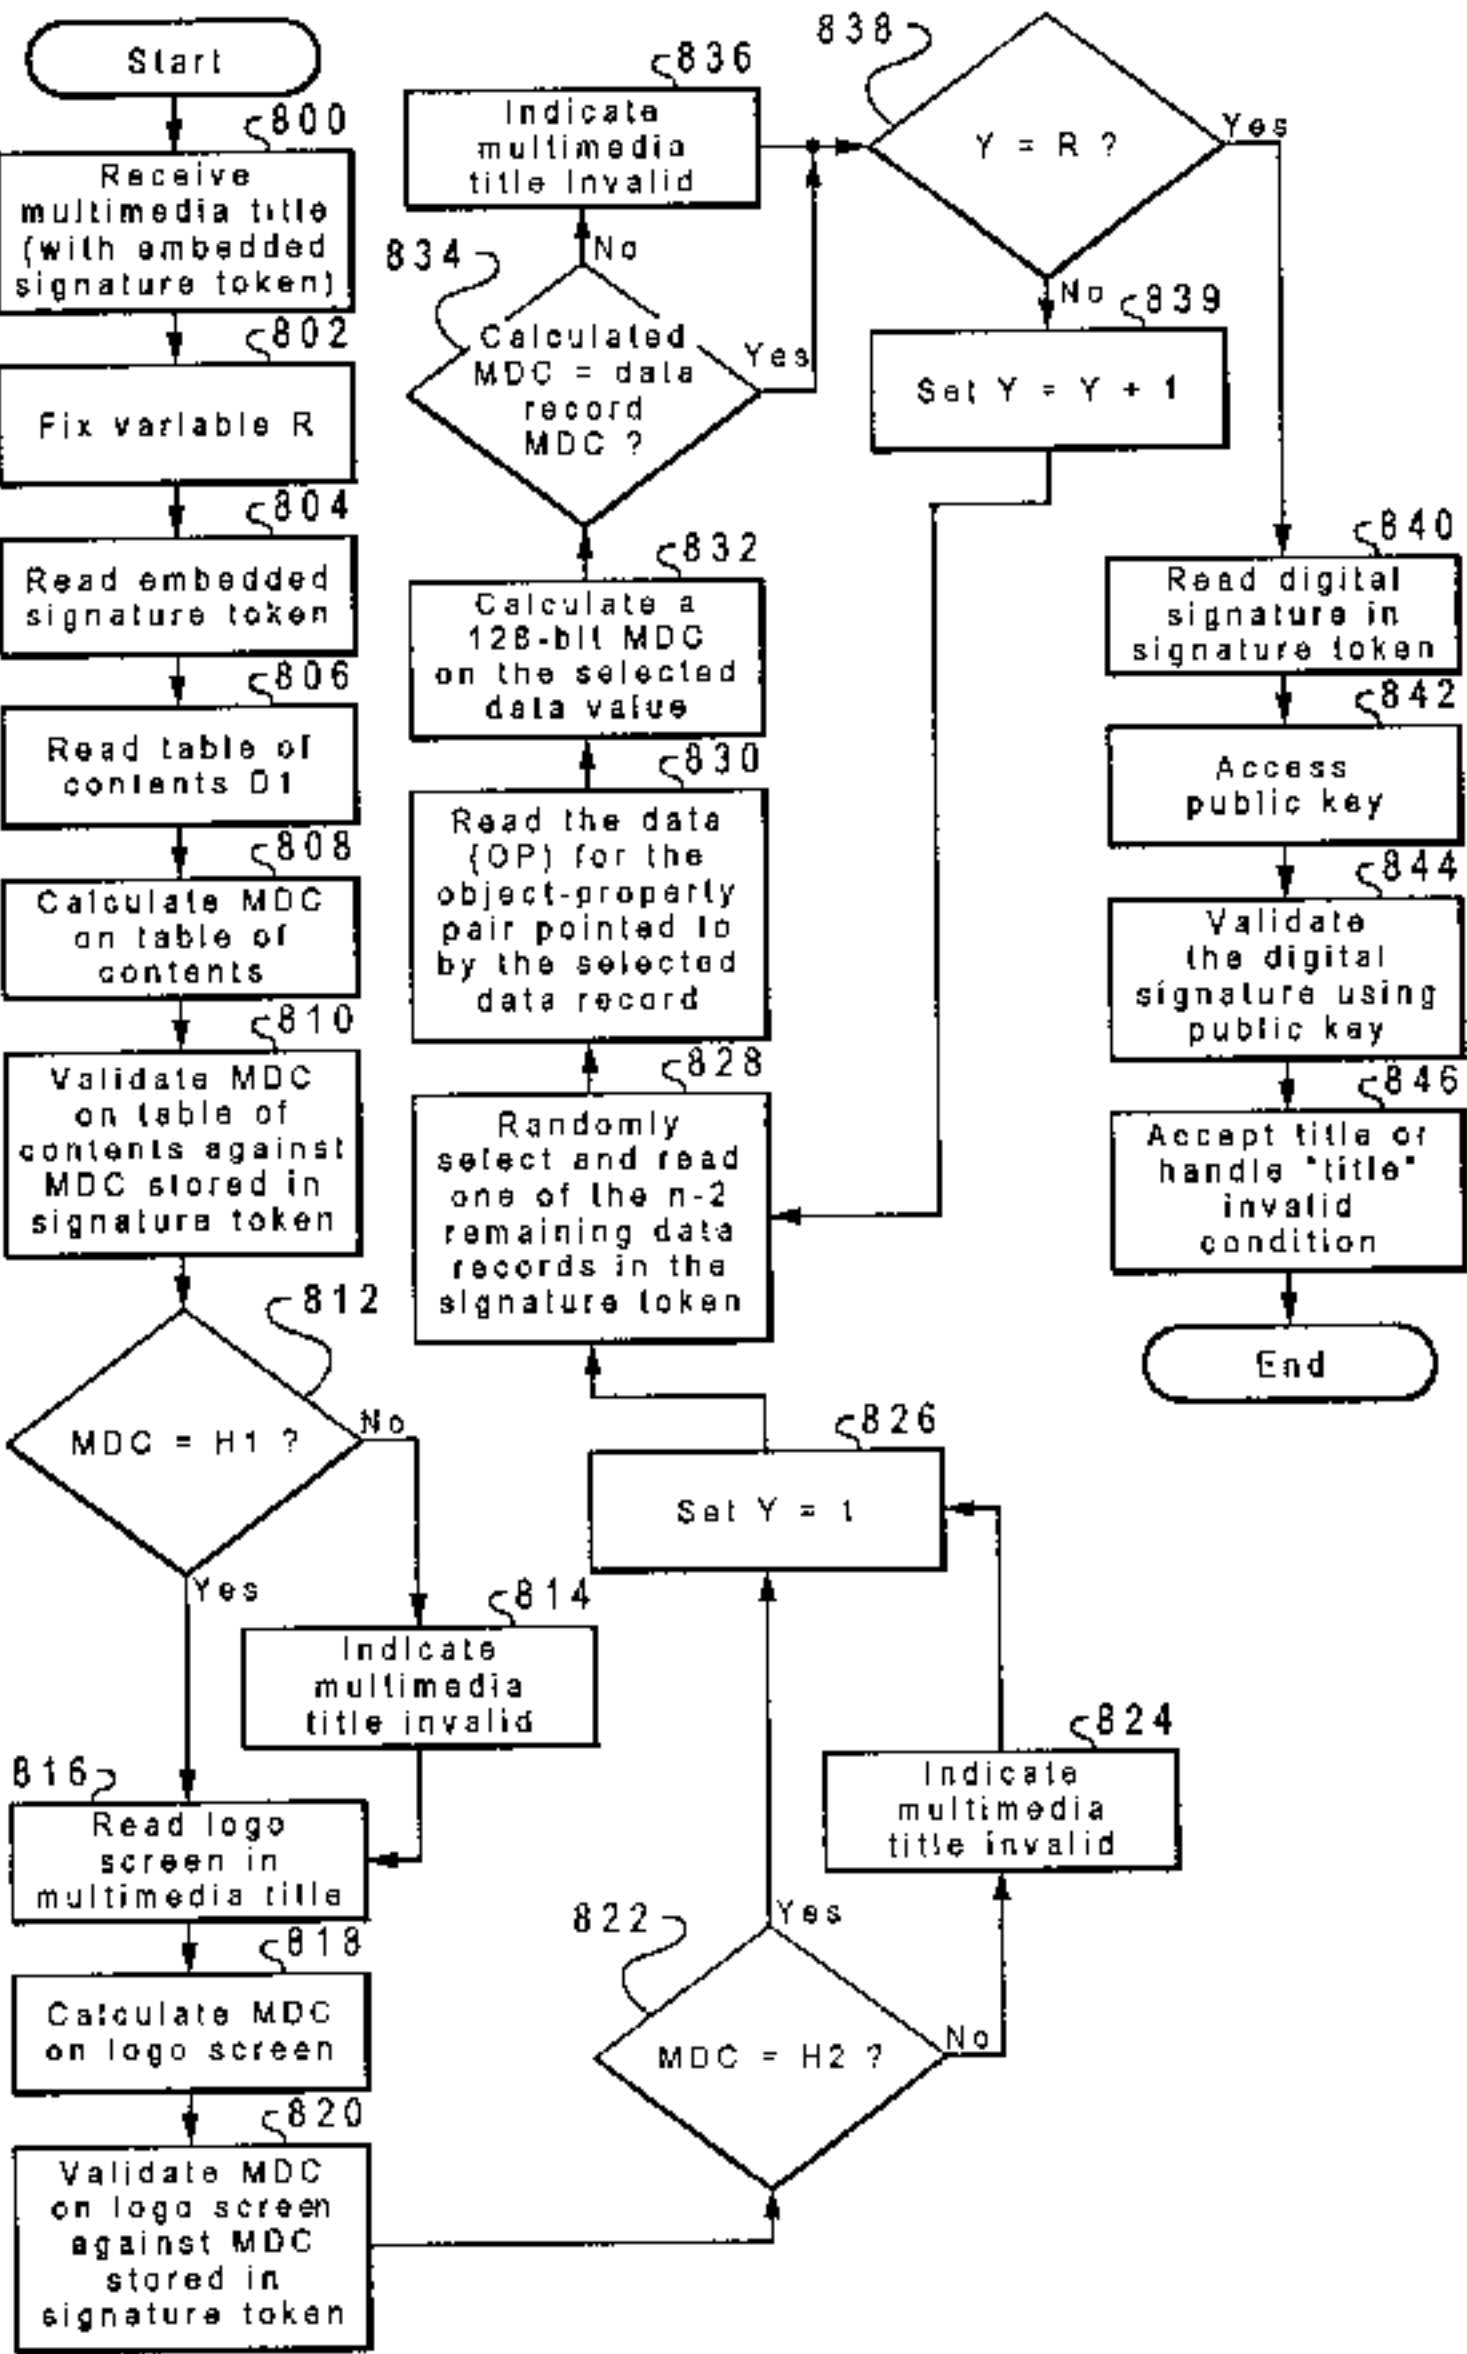 Start
800
Receive
multimedia title
(with embedded
signature token)
802
Fix variable R
804
Read embedded
signature token
806
Read table of
contents D1
808
Calculate MDC
on table of
contents
810
Validate MDC
on table of
contents against
MDC stored in
signature token
812
MDC = H1 ?
No
Yes
814
Indicate
multimedia
title invalid
816
Read logo
screen in
multimedia title
818
Calculate MDC
on logo screen
820
Validate MDC
on logo screen
against MDC
stored in
signature token
822
MDC = H2 ?
Yes
No
824
Indicate
multimedia
title invalid
826
Set Y = 1
828
Randomly
select and read
one of the n-2
remaining data
records in the
signature token
830
Read the data
(OP) for the
object-property
pair pointed to
by the selected
data record
832
Calculate a
128-bit MDC
on the selected
data value
834
Calculated
MDC = data
record
MDC ?
No
Yes
836
Indicate
multimedia
title invalid
838
Y = R ?
Yes
No
839
Set Y = Y + 1
840
Read digital
signature in
signature token
842
Access
public key
844
Validate
the digital
signature using
public key
846
Accept title or
handle "title"
invalid
condition
End